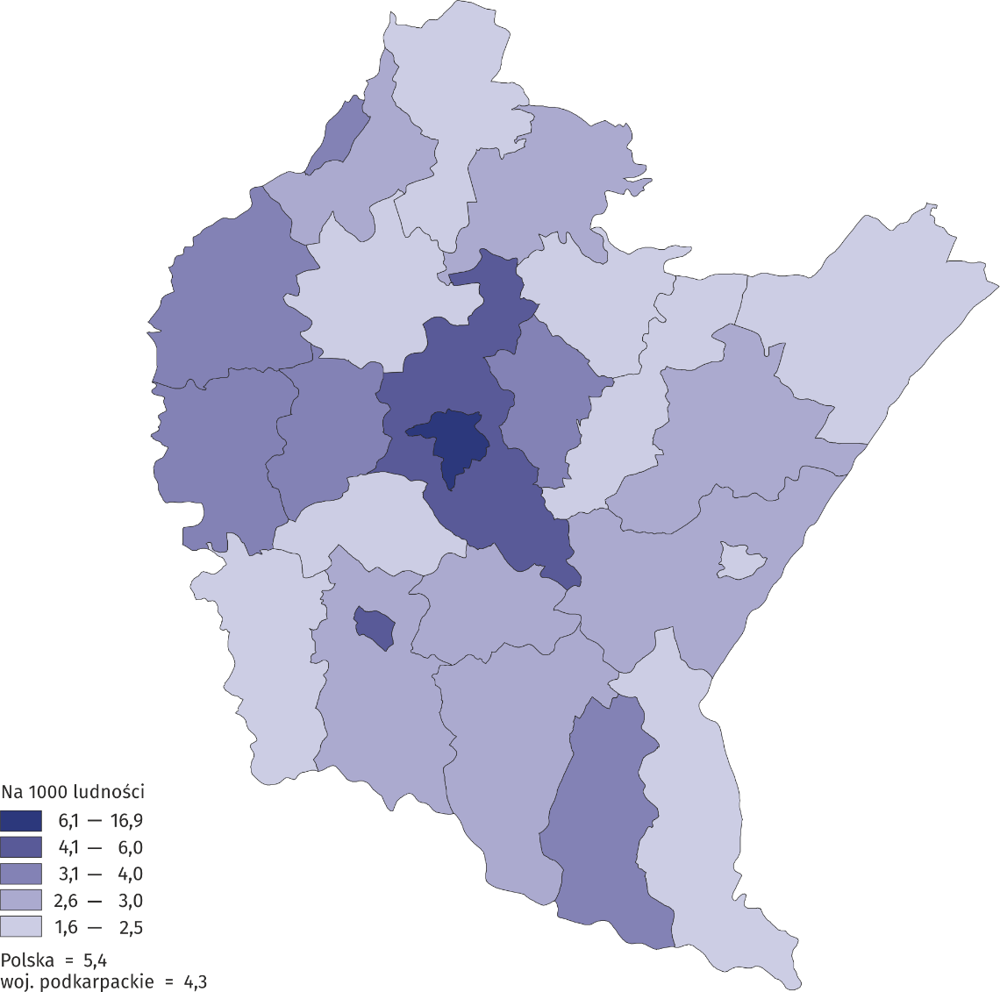 Na 1000 ludności
6,1 — 16,9
4,1 — 6,0
3,1 — 4,0
2,6 — 3,0
1,6 — 2,5
Polska = 5,4
woj. podkarpackie = 4,3